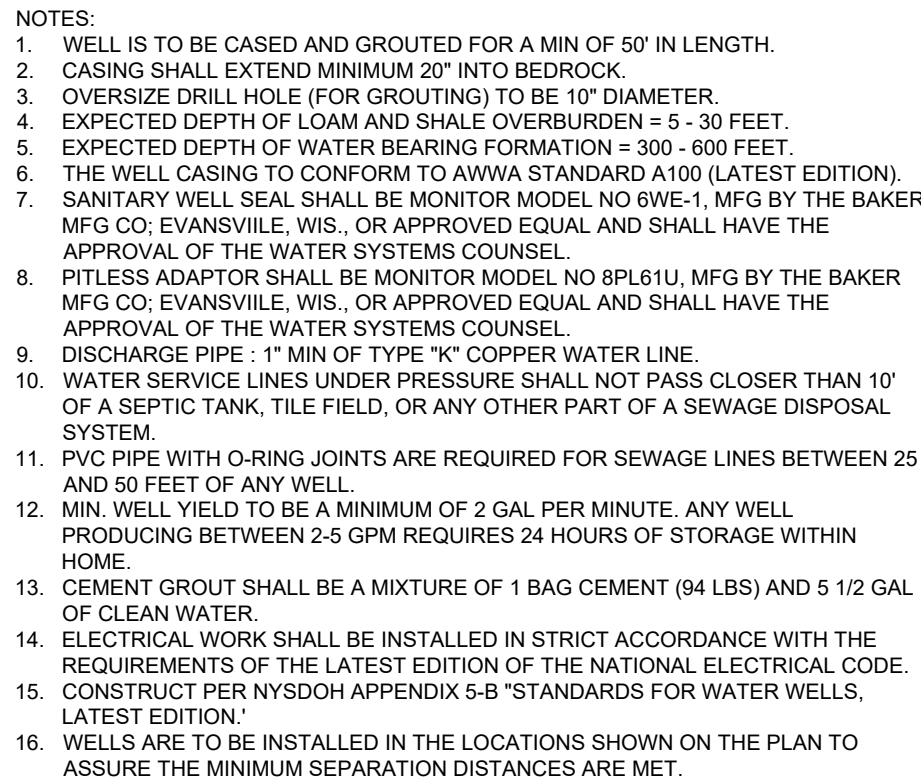 NOTES:
1. WELL IS TO BE CASED AND GROUTED FOR A MIN OF 50' IN LENGTH.
2. CASING SHALL EXTEND MINIMUM 20" INTO BEDROCK.
3. OVERSIZE DRILL HOLE (FOR GROUTING) TO BE 10" DIAMETER.
4. EXPECTED DEPTH OF LOAM AND SHALE OVERBURDEN = 5 - 30 FEET.
5. EXPECTED DEPTH OF WATER BEARING FORMATION = 300 - 600 FEET.
6. THE WELL CASING TO CONFORM TO AWWA STANDARD A100 (LATEST EDITION).
7. SANITARY WELL SEAL SHALL BE MONITOR MODEL NO 6WE-1, MFG BY THE BAKER
MFG CO; EVANSVIILE, WIS., OR APPROVED EQUAL AND SHALL HAVE THE
APPROVAL OF THE WATER SYSTEMS COUNSEL.
8. PITLESS ADAPTOR SHALL BE MONITOR MODEL NO 8PL61U, MFG BY THE BAKER
MFG CO; EVANSVIILE, WIS., OR APPROVED EQUAL AND SHALL HAVE THE
APPROVAL OF THE WATER SYSTEMS COUNSEL.
9. DISCHARGE PIPE : 1" MIN OF TYPE "K" COPPER WATER LINE.
10. WATER SERVICE LINES UNDER PRESSURE SHALL NOT PASS CLOSER THAN 10'
OF A SEPTIC TANK, TILE FIELD, OR ANY OTHER PART OF A SEWAGE DISPOSAL
SYSTEM.
11. PVC PIPE WITH O-RING JOINTS ARE REQUIRED FOR SEWAGE LINES BETWEEN 25
AND 50 FEET OF ANY WELL.
12. MIN. WELL YIELD TO BE A MINIMUM OF 2 GAL PER MINUTE. ANY WELL
PRODUCING BETWEEN 2-5 GPM REQUIRES 24 HOURS OF STORAGE WITHIN
HOME.
13. CEMENT GROUT SHALL BE A MIXTURE OF 1 BAG CEMENT (94 LBS) AND 5 1/2 GAL
OF CLEAN WATER.
14. ELECTRICAL WORK SHALL BE INSTALLED IN STRICT ACCORDANCE WITH THE
REQUIREMENTS OF THE LATEST EDITION OF THE NATIONAL ELECTRICAL CODE.
15. CONSTRUCT PER NYSDOH APPENDIX 5-B "STANDARDS FOR WATER WELLS,
LATEST EDITION.'
16. WELLS ARE TO BE INSTALLED IN THE LOCATIONS SHOWN ON THE PLAN TO
ASSURE THE MINIMUM SEPARATION DISTANCES ARE MET.